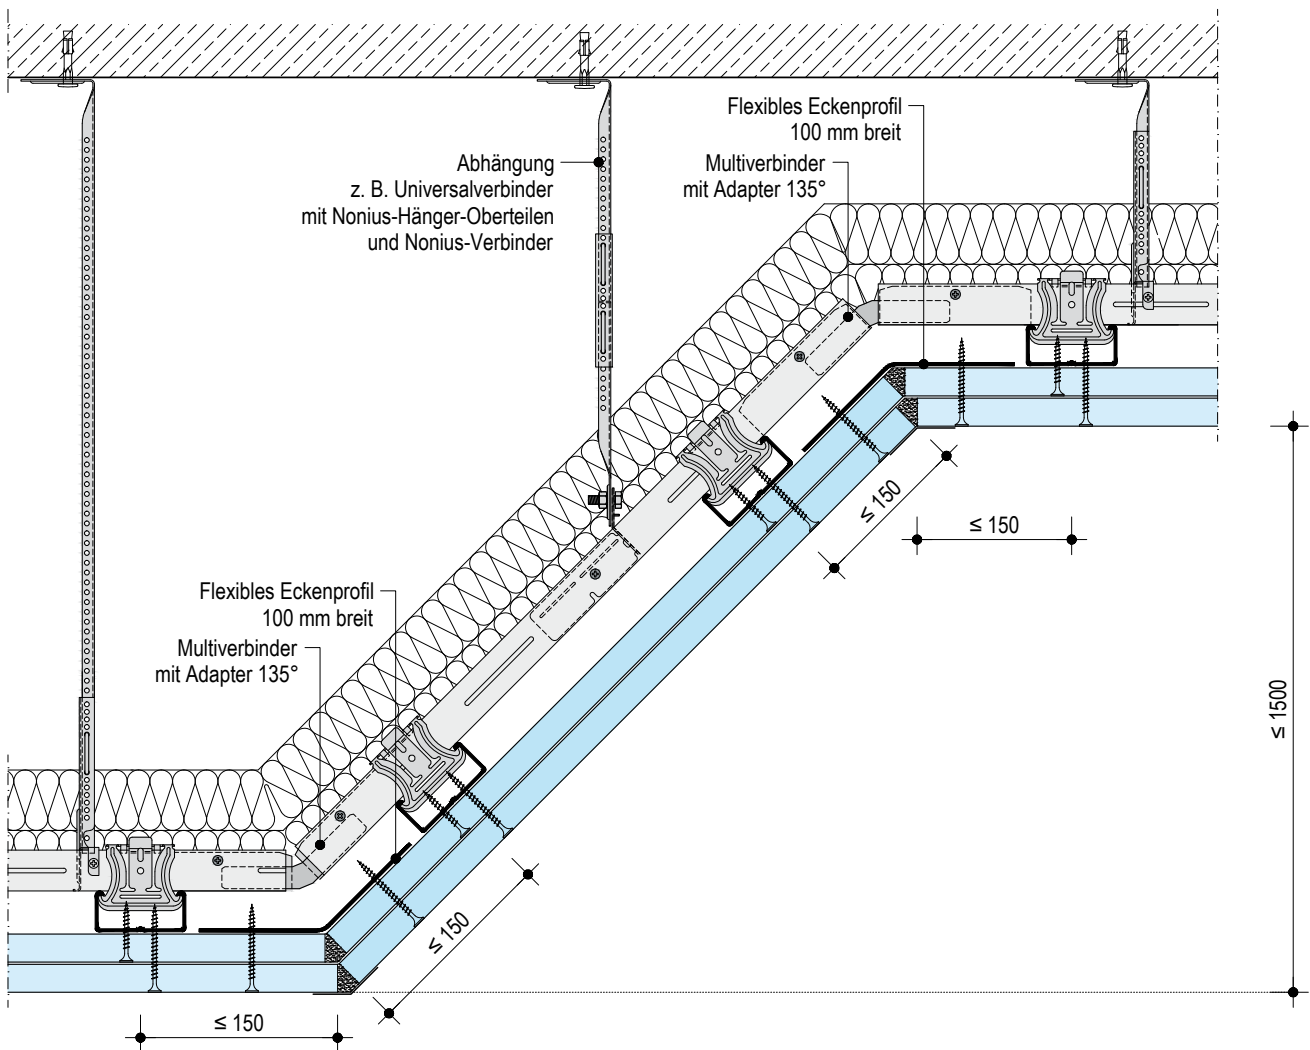 Flexibles Eckenprofil
100 mm breit
Multiverbinder
mit Adapter 135°
Abhängung
z. B. Universalverbinder
mit Nonius-Hänger-Oberteilen
und Nonius-Verbinder
≤ 150
≤ 150
Flexibles Eckenprofil
100 mm breit
Multiverbinder
mit Adapter 135°
≤ 1500
≤ 150
≤ 150